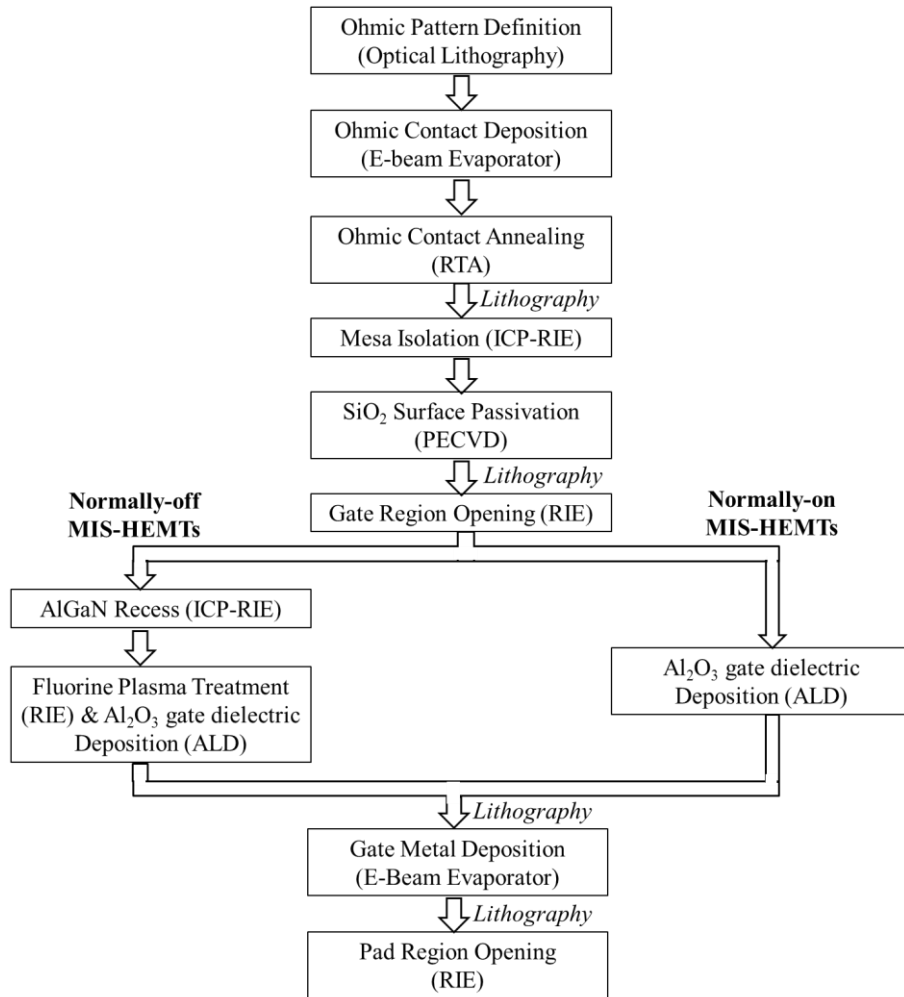 Ohmic Pattern Definition
(Optical Lithography)
Ohmic Contact Deposition
(E-beam Evaporator)
Ohmic Contact Annealing
(RTA)
Lithography
Mesa Isolation (ICP-RIE)
SiO₂ Surface Passivation
(PECVD)
Lithography
Gate Region Opening (RIE)
Normally-off
MIS-HEMTs
AlGaN Recess (ICP-RIE)
Fluorine Plasma Treatment
(RIE) & Al₂O₃ gate dielectric
Deposition (ALD)
Normally-on
MIS-HEMTs
Al₂O₃ gate dielectric
Deposition (ALD)
Lithography
Gate Metal Deposition
(E-Beam Evaporator)
Lithography
Pad Region Opening
(RIE)